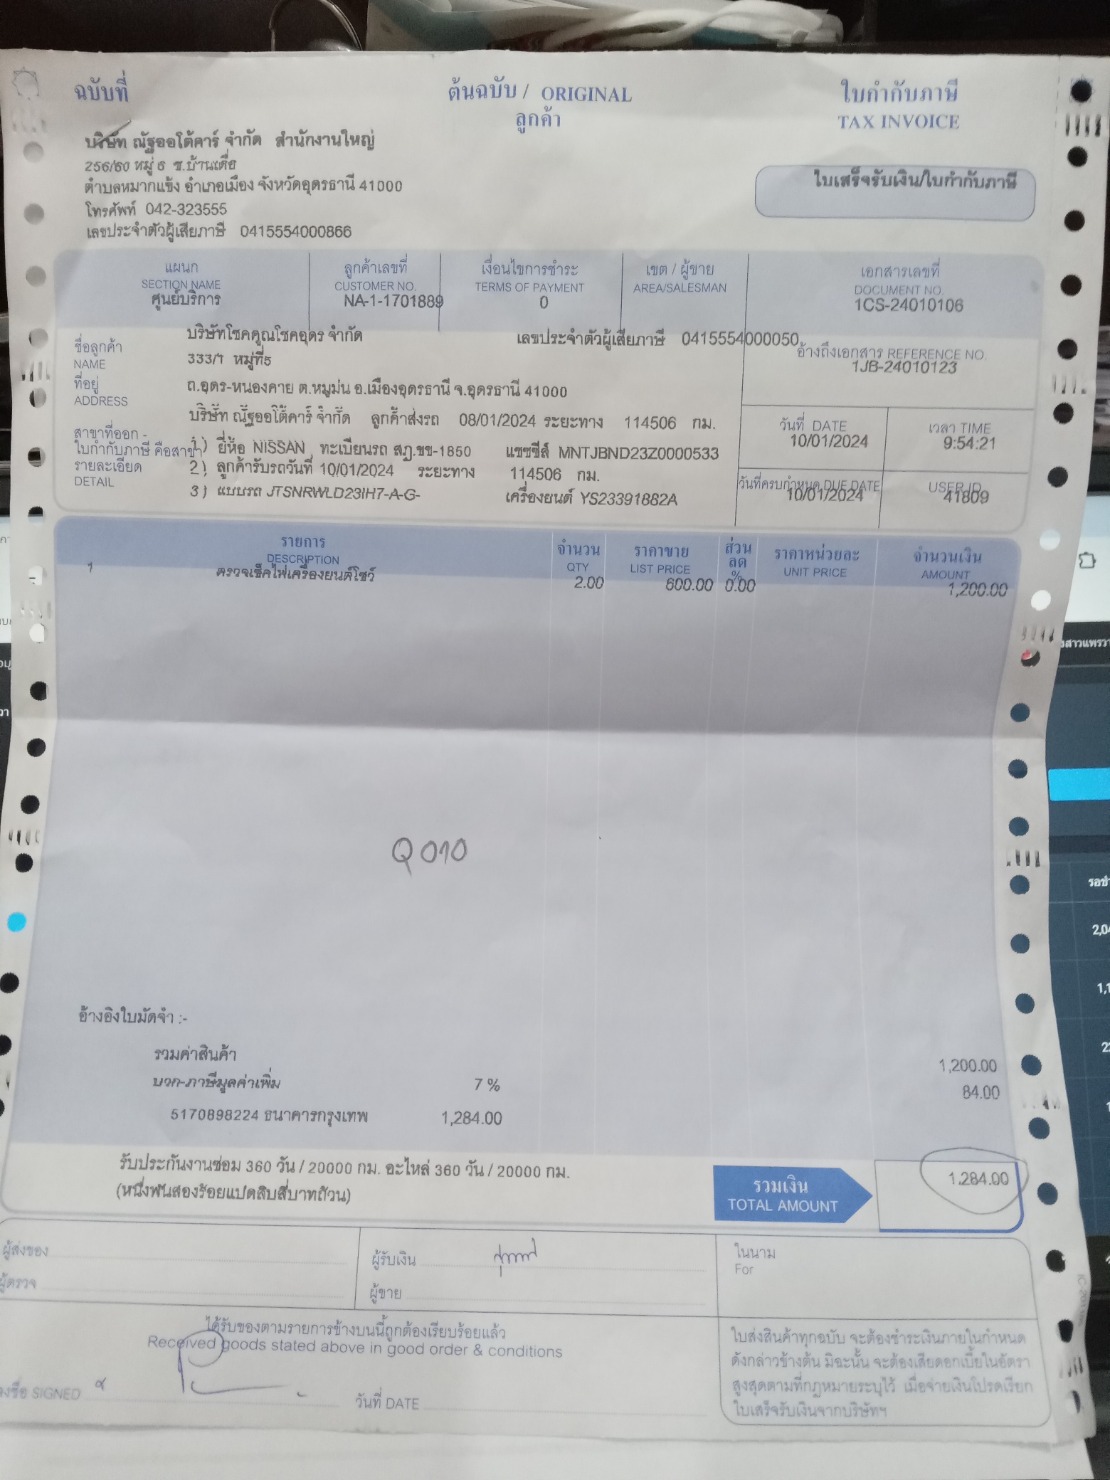 ฉบับที่
ต้นฉบับ / ORIGINAL
ลูกค้า
ใบกำกับภาษี
TAX INVOICE
บริษัท ณัฐออโต้คาร์ จำกัด สำนักงานใหญ่
256/60 หมู่ 6 ซ.บ้านเดื่อ
ตำบลหมากแข้ง อำเภอเมือง จังหวัดอุดรธานี 41000
โทรศัพท์ 042-323555
เลขประจำตัวผู้เสียภาษี 0415554000866
ใบเสร็จรับเงิน/ใบกำกับภาษี
แผนก
SECTION NAME
ศูนย์บริการ
ลูกค้าเลขที่
CUSTOMER NO.
NA-1-1701889
เงื่อนไขการชำระ
TERMS OF PAYMENT
0
เขต / ผู้ขาย
AREA/SALESMAN
เอกสารเลขที่
DOCUMENT NO.
1CS-24010106
ชื่อลูกค้า
NAME
บริษัทโชคคูณโชคอุดร จำกัด เลขประจำตัวผู้เสียภาษี 0415554000050
333/1 หมู่ที่5
อ้างถึงเอกสาร REFERENCE NO.
1JB-24010123
ที่อยู่
ADDRESS
ถ.อุดร-หนองคาย ต.หมูม่น อ.เมืองอุดรธานี จ.อุดรธานี 41000
บริษัท ณัฐออโต้คาร์ จำกัด ลูกค้าส่งรถ 08/01/2024 ระยะทาง 114506 กม.
สาขาที่ออก -
ใบกำกับภาษี คือสาขา
รายละเอียด
DETAIL
1) ยี่ห้อ NISSAN ทะเบียนรถ สฎ.ขข-1850 แชซซีส์ MNTJBND23Z0000533
2) ลูกค้ารับรถวันที่ 10/01/2024 ระยะทาง 114506 กม.
3) แบบรถ JTSNRWLD23IH7-A-G- เครื่องยนต์ YS23391882A
วันที่ DATE
10/01/2024
เวลา TIME
9:54:21
วันที่ครบกำหนด DUE DATE
10/01/2024
USER ID
41809
รายการ
DESCRIPTION
จำนวน
QTY
ราคาขาย
LIST PRICE
ส่วน
ลด
%
ราคาหน่วยละ
UNIT PRICE
จำนวนเงิน
AMOUNT
1 ตรวจเช็คไฟเครื่องยนต์โชว์ 2.00 600.00 0.00 1,200.00
Q010
อ้างอิงใบมัดจำ :-
รวมค่าสินค้า 1,200.00
บวก-ภาษีมูลค่าเพิ่ม 7 % 84.00
5170898224 ธนาคารกรุงเทพ 1,284.00
รับประกันงานซ่อม 360 วัน / 20000 กม. อะไหล่ 360 วัน / 20000 กม.
(หนึ่งพันสองร้อยแปดสิบสี่บาทถ้วน)
รวมเงิน
TOTAL AMOUNT
1,284.00
ผู้ส่งของ
ผู้ตรวจ
ผู้รับเงิน
ผู้ขาย
ในนาม
For
ได้รับของตามรายการข้างบนนี้ถูกต้องเรียบร้อยแล้ว
Received goods stated above in good order & conditions
ลงชื่อ SIGNED
วันที่ DATE
ใบส่งสินค้าทุกฉบับ จะต้องชำระเงินภายในกำหนด
ดังกล่าวข้างต้น มิฉะนั้น จะต้องเสียดอกเบี้ยในอัตรา
สูงสุดตามที่กฎหมายระบุไว้ เมื่อจ่ายเงินโปรดเรียก
ใบเสร็จรับเงินจากบริษัทฯ